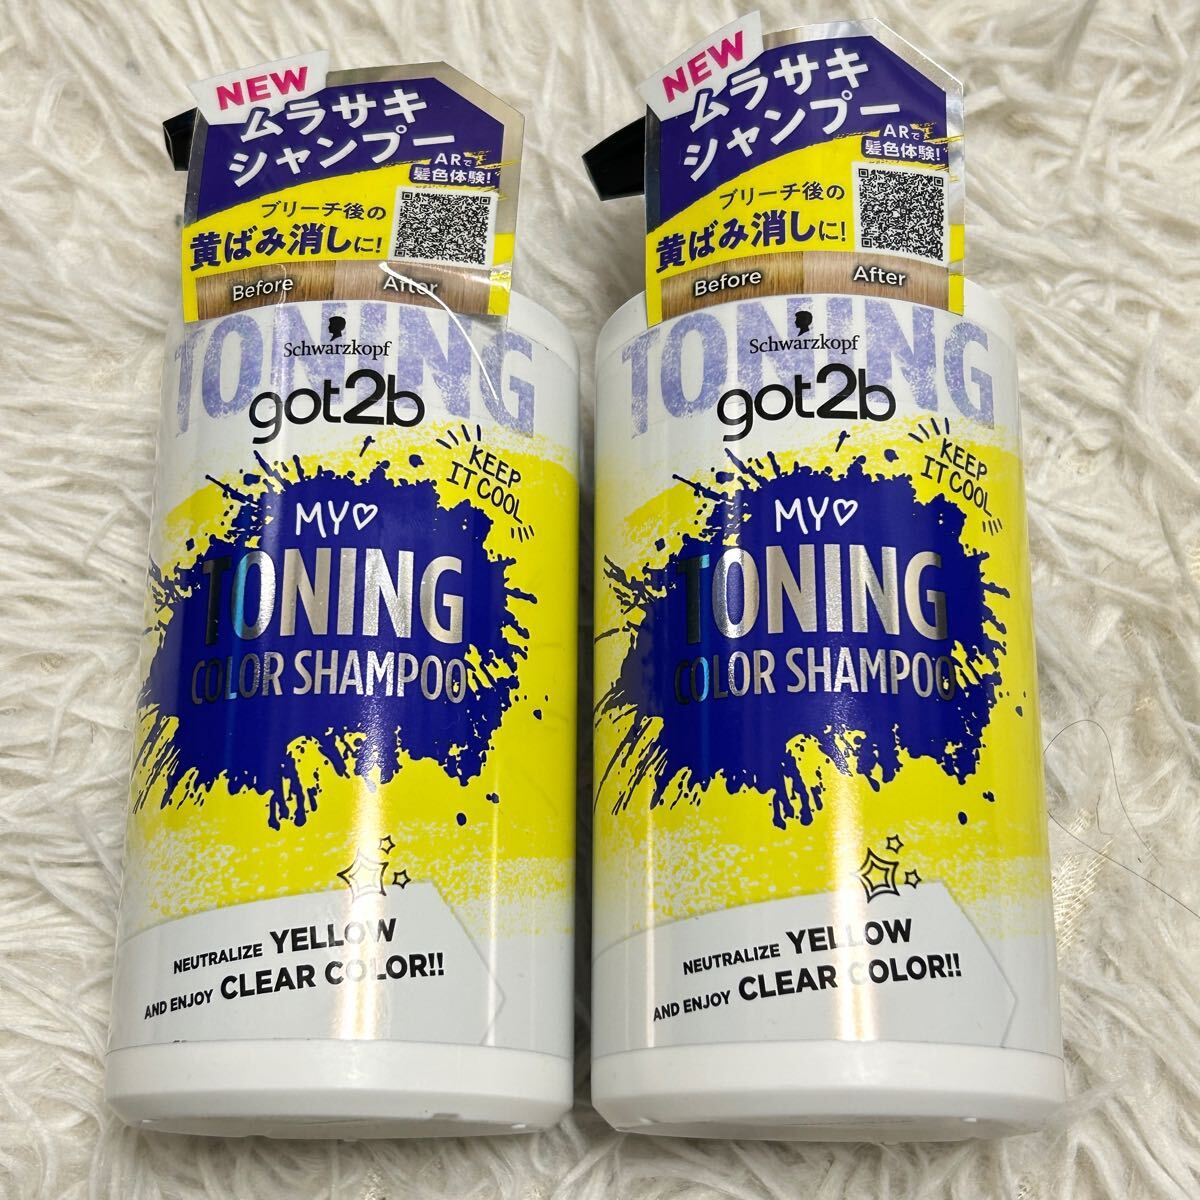 NEW
ムラサキ
シャンプー
ARで
髪色体験!
ブリーチ後の
黄ばみ消しに!
Before
After
TONING
Schwarzkopf
got2b
KEEP
IT COOL
MY♡
TONING
COLOR SHAMPOO
NEUTRALIZE YELLOW
AND ENJOY CLEAR COLOR!!
NEW
ムラサキ
シャンプー
ARで
髪色体験!
ブリーチ後の
黄ばみ消しに!
Before
After
TONING
Schwarzkopf
got2b
KEEP
IT COOL
MY♡
TONING
COLOR SHAMPOO
NEUTRALIZE YELLOW
AND ENJOY CLEAR COLOR!!